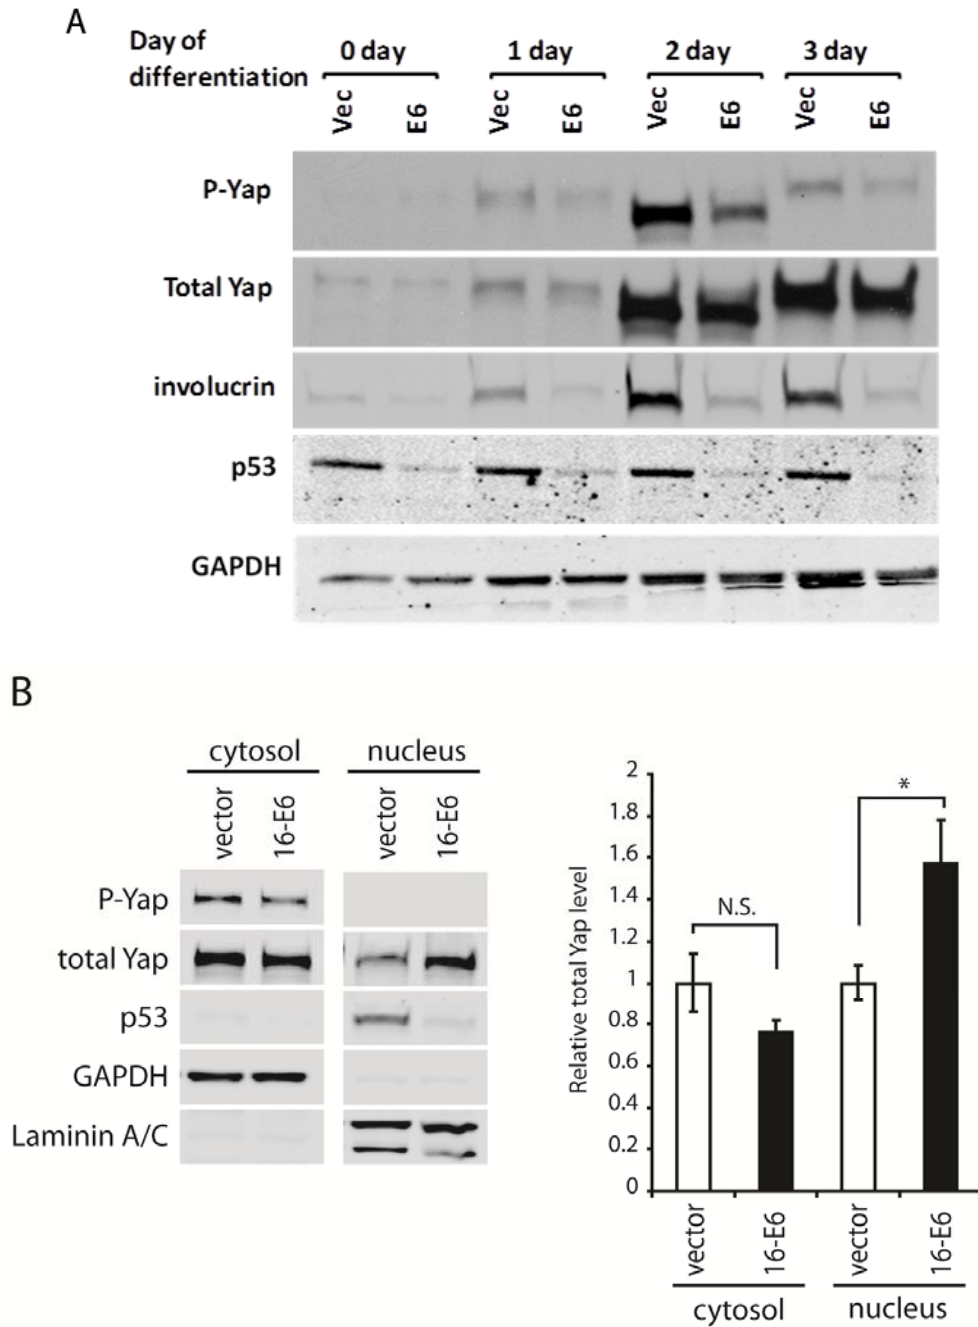 A
Day of
differentiation
0 day 1 day 2 day 3 day
Vec E6 Vec E6 Vec E6 Vec E6
P-Yap
Total Yap
involucrin
p53
GAPDH
B
cytosol nucleus
vector 16-E6 vector 16-E6
P-Yap
total Yap
p53
GAPDH
Laminin A/C
Relative total Yap level
2
1.8
1.6
1.4
1.2
1
0.8
0.6
0.4
0.2
0
N.S.
*
vector 16-E6 vector 16-E6
cytosol nucleus